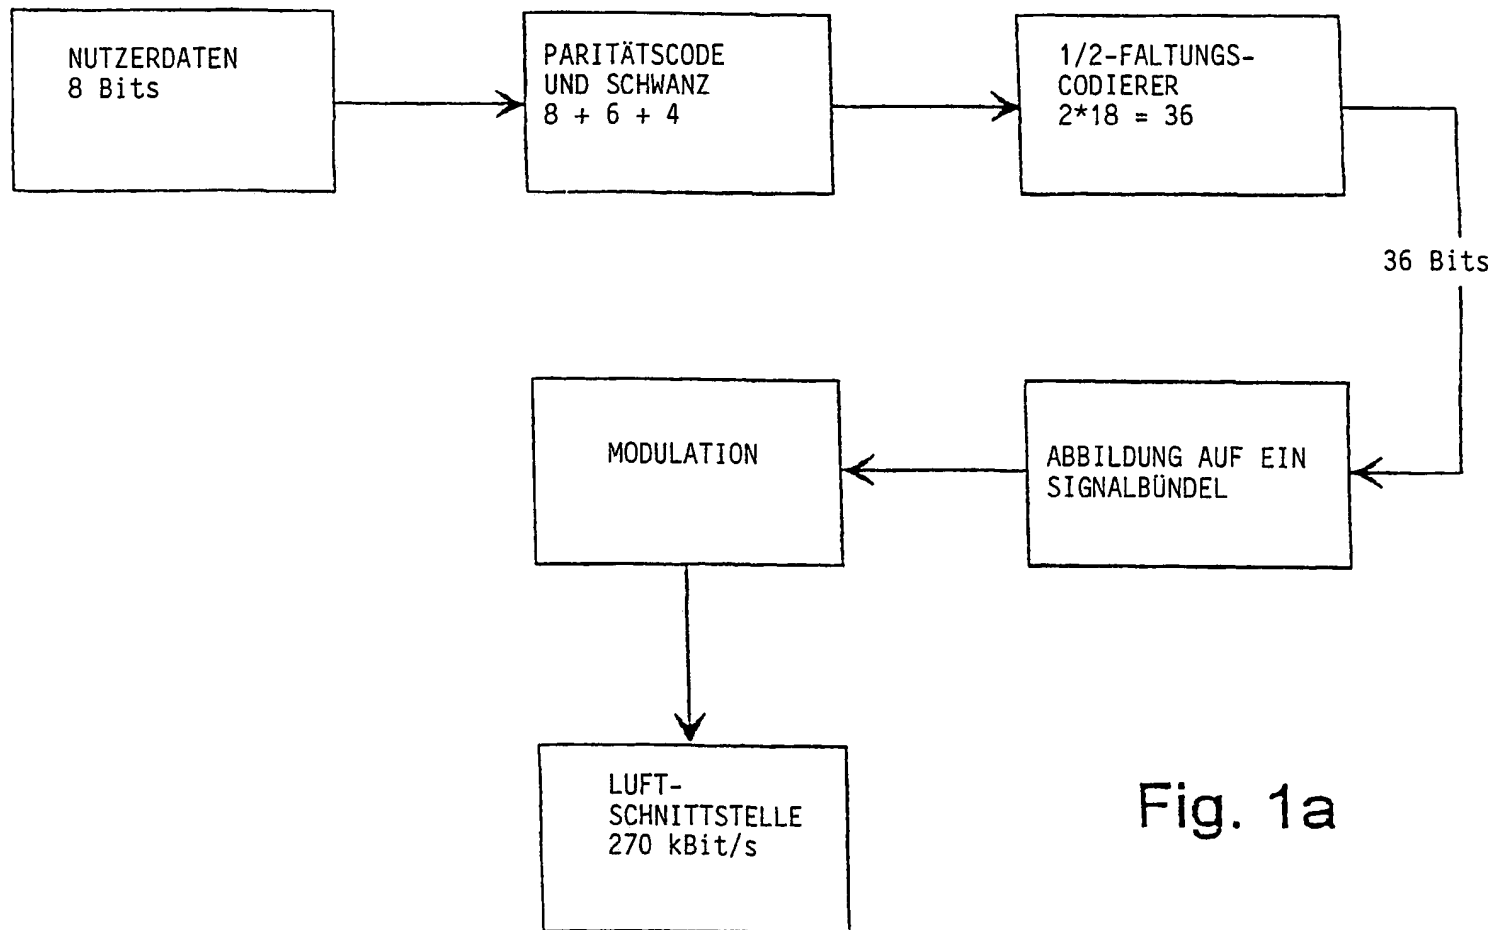 NUTZERDATEN
8 Bits
PARITÄTSCODE
UND SCHWANZ
8 + 6 + 4
1/2-FALTUNGS-
CODIERER
2*18 = 36
36 Bits
ABBILDUNG AUF EIN
SIGNALBÜNDEL
MODULATION
LUFT-
SCHNITTSTELLE
270 kBit/s
Fig. 1a